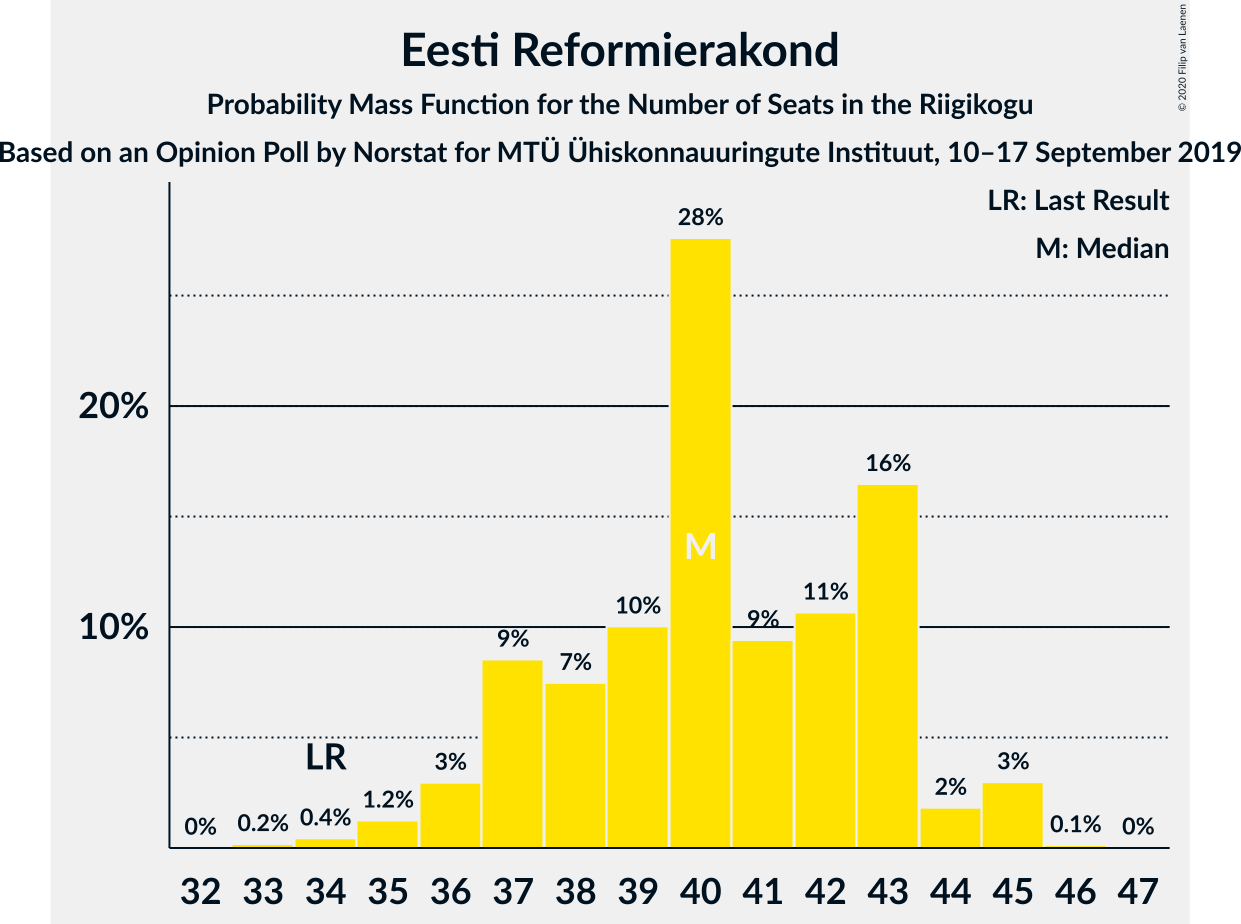 Eesti Reformierakond
Probability Mass Function for the Number of Seats in the Riigikogu
Based on an Opinion Poll by Norstat for MTÜ Ühiskonnauuringute Instituut, 10–17 September 2019
© 2020 Filip van Laenen
LR: Last Result
M: Median
28%
20%
16%
M
11%
10%
9%
10%
9%
7%
LR
3%
3%
2%
1.2%
0.4%
0.2%
0%
0.1%
0%
32 33 34 35 36 37 38 39 40 41 42 43 44 45 46 47